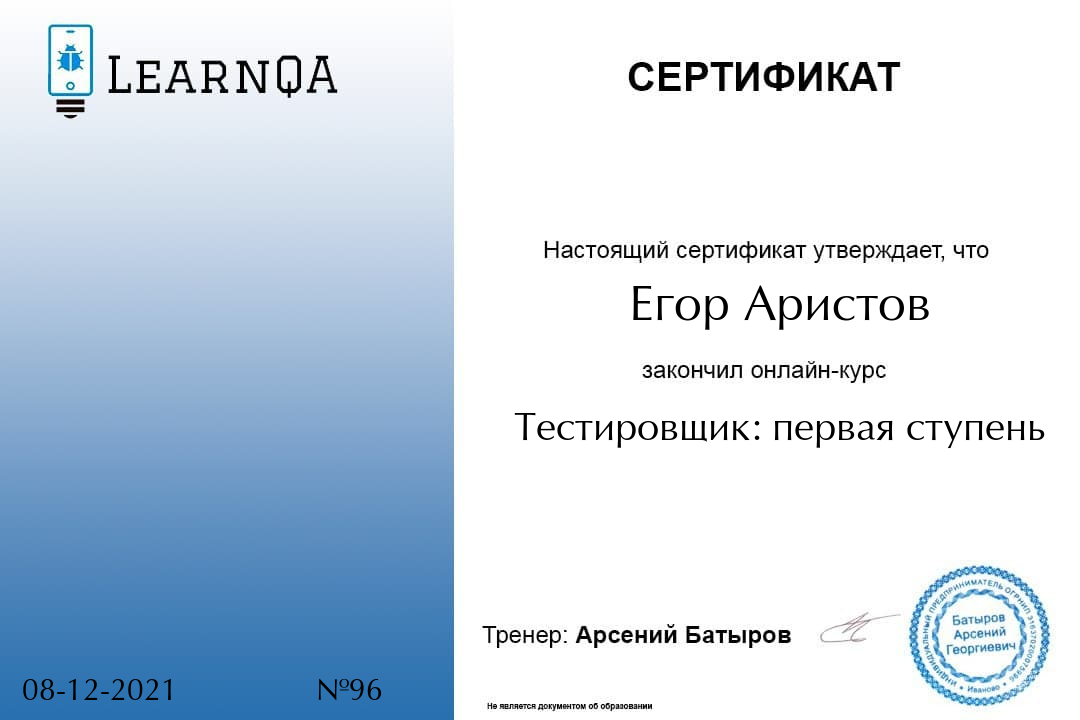 LEARNQA
СЕРТИФИКАТ
Настоящий сертификат утверждает, что
Егор Аристов
закончил онлайн-курс
Тестировщик: первая ступень
Тренер: Арсений Батыров
ИНДИВИДУАЛЬНЫЙ ПРЕДПРИНИМАТЕЛЬ ОГРНИП
Батыров
Арсений
Георгиевич
Иваново
08-12-2021 №96
Не является документом об образовании